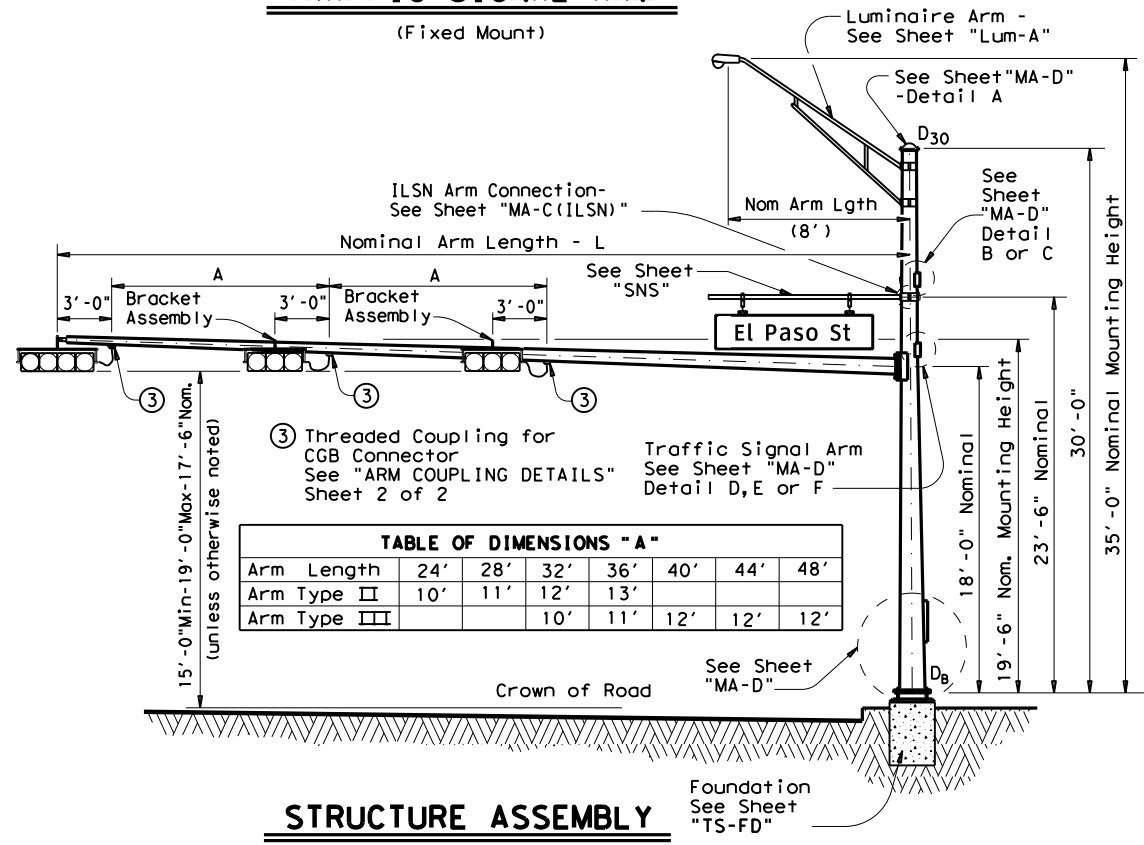 (Fixed Mount)
Luminaire Arm -
See Sheet "Lum-A"
See Sheet"MA-D"
-Detail A
D30
See
Sheet
"MA-D"
Detail
B or C
ILSN Arm Connection-
See Sheet "MA-C(ILSN)"
Nom Arm Lgth
(8')
Nominal Arm Length - L
See Sheet
"SNS"
A
A
3'-0"
Bracket
Assembly
3'-0"
Bracket
Assembly
3'-0"
El Paso St
3
3
3
3 Threaded Coupling for
CGB Connector
See "ARM COUPLING DETAILS"
Sheet 2 of 2
Traffic Signal Arm
See Sheet "MA-D"
Detail D,E or F
15'-0"Min-19'-0"Max-17'-6"Nom.
(unless otherwise noted)
18'-0" Nominal
19'-6" Nom. Mounting Height
23'-6" Nominal
30'-0"
35'-0" Nominal Mounting Height
TABLE OF DIMENSIONS "A"
Arm Length 24' 28' 32' 36' 40' 44' 48'
Arm Type II 10' 11' 12' 13'
Arm Type III 10' 11' 12' 12' 12'
See Sheet
"MA-D"
DB
Crown of Road
Foundation
See Sheet
"TS-FD"
STRUCTURE ASSEMBLY